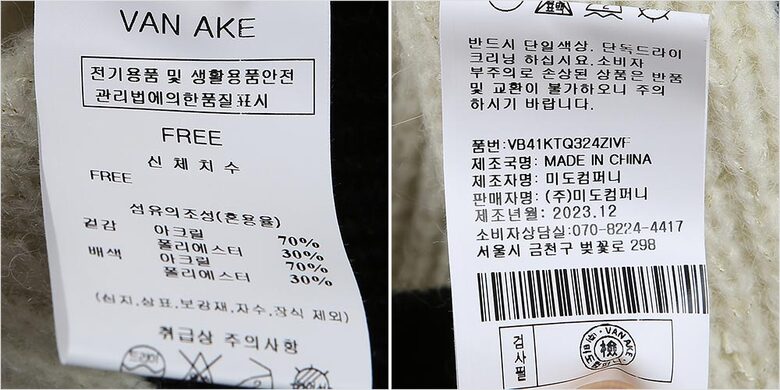 VAN AKE
전기용품 및 생활용품안전
관리법에의한품질표시
FREE
신체치수
FREE
섬유의조성(혼용율)
겉감 아크릴 70%
폴리에스터 30%
배색 아크릴 70%
폴리에스터 30%
(심지,상표,보강재,자수,장식 제외)
취급상 주의사항
드라이
반드시 단일색상, 단독드라이
크리닝 하십시요.소비자
부주의로 손상된 상품은 반품
및 교환이 불가하오니 주의
하시기 바랍니다.
품번:VB41KTQ324ZIVF
제조국명: MADE IN CHINA
제조자명: 미도컴퍼니
판매자명: (주)미도컴퍼니
제조년월: 2023.12
소비자상담실:070-8224-4417
서울시 금천구 벚꽃로 298
검사필
VAN AKE
檢